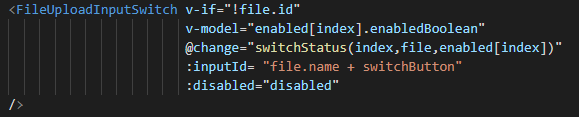 <FileUploadInputSwitch v-if="!file.id"
v-model="enabled[index].enabledBoolean"
@change="switchStatus(index,file,enabled[index])"
:inputId= "file.name + switchButton"
:disabled="disabled"
/>